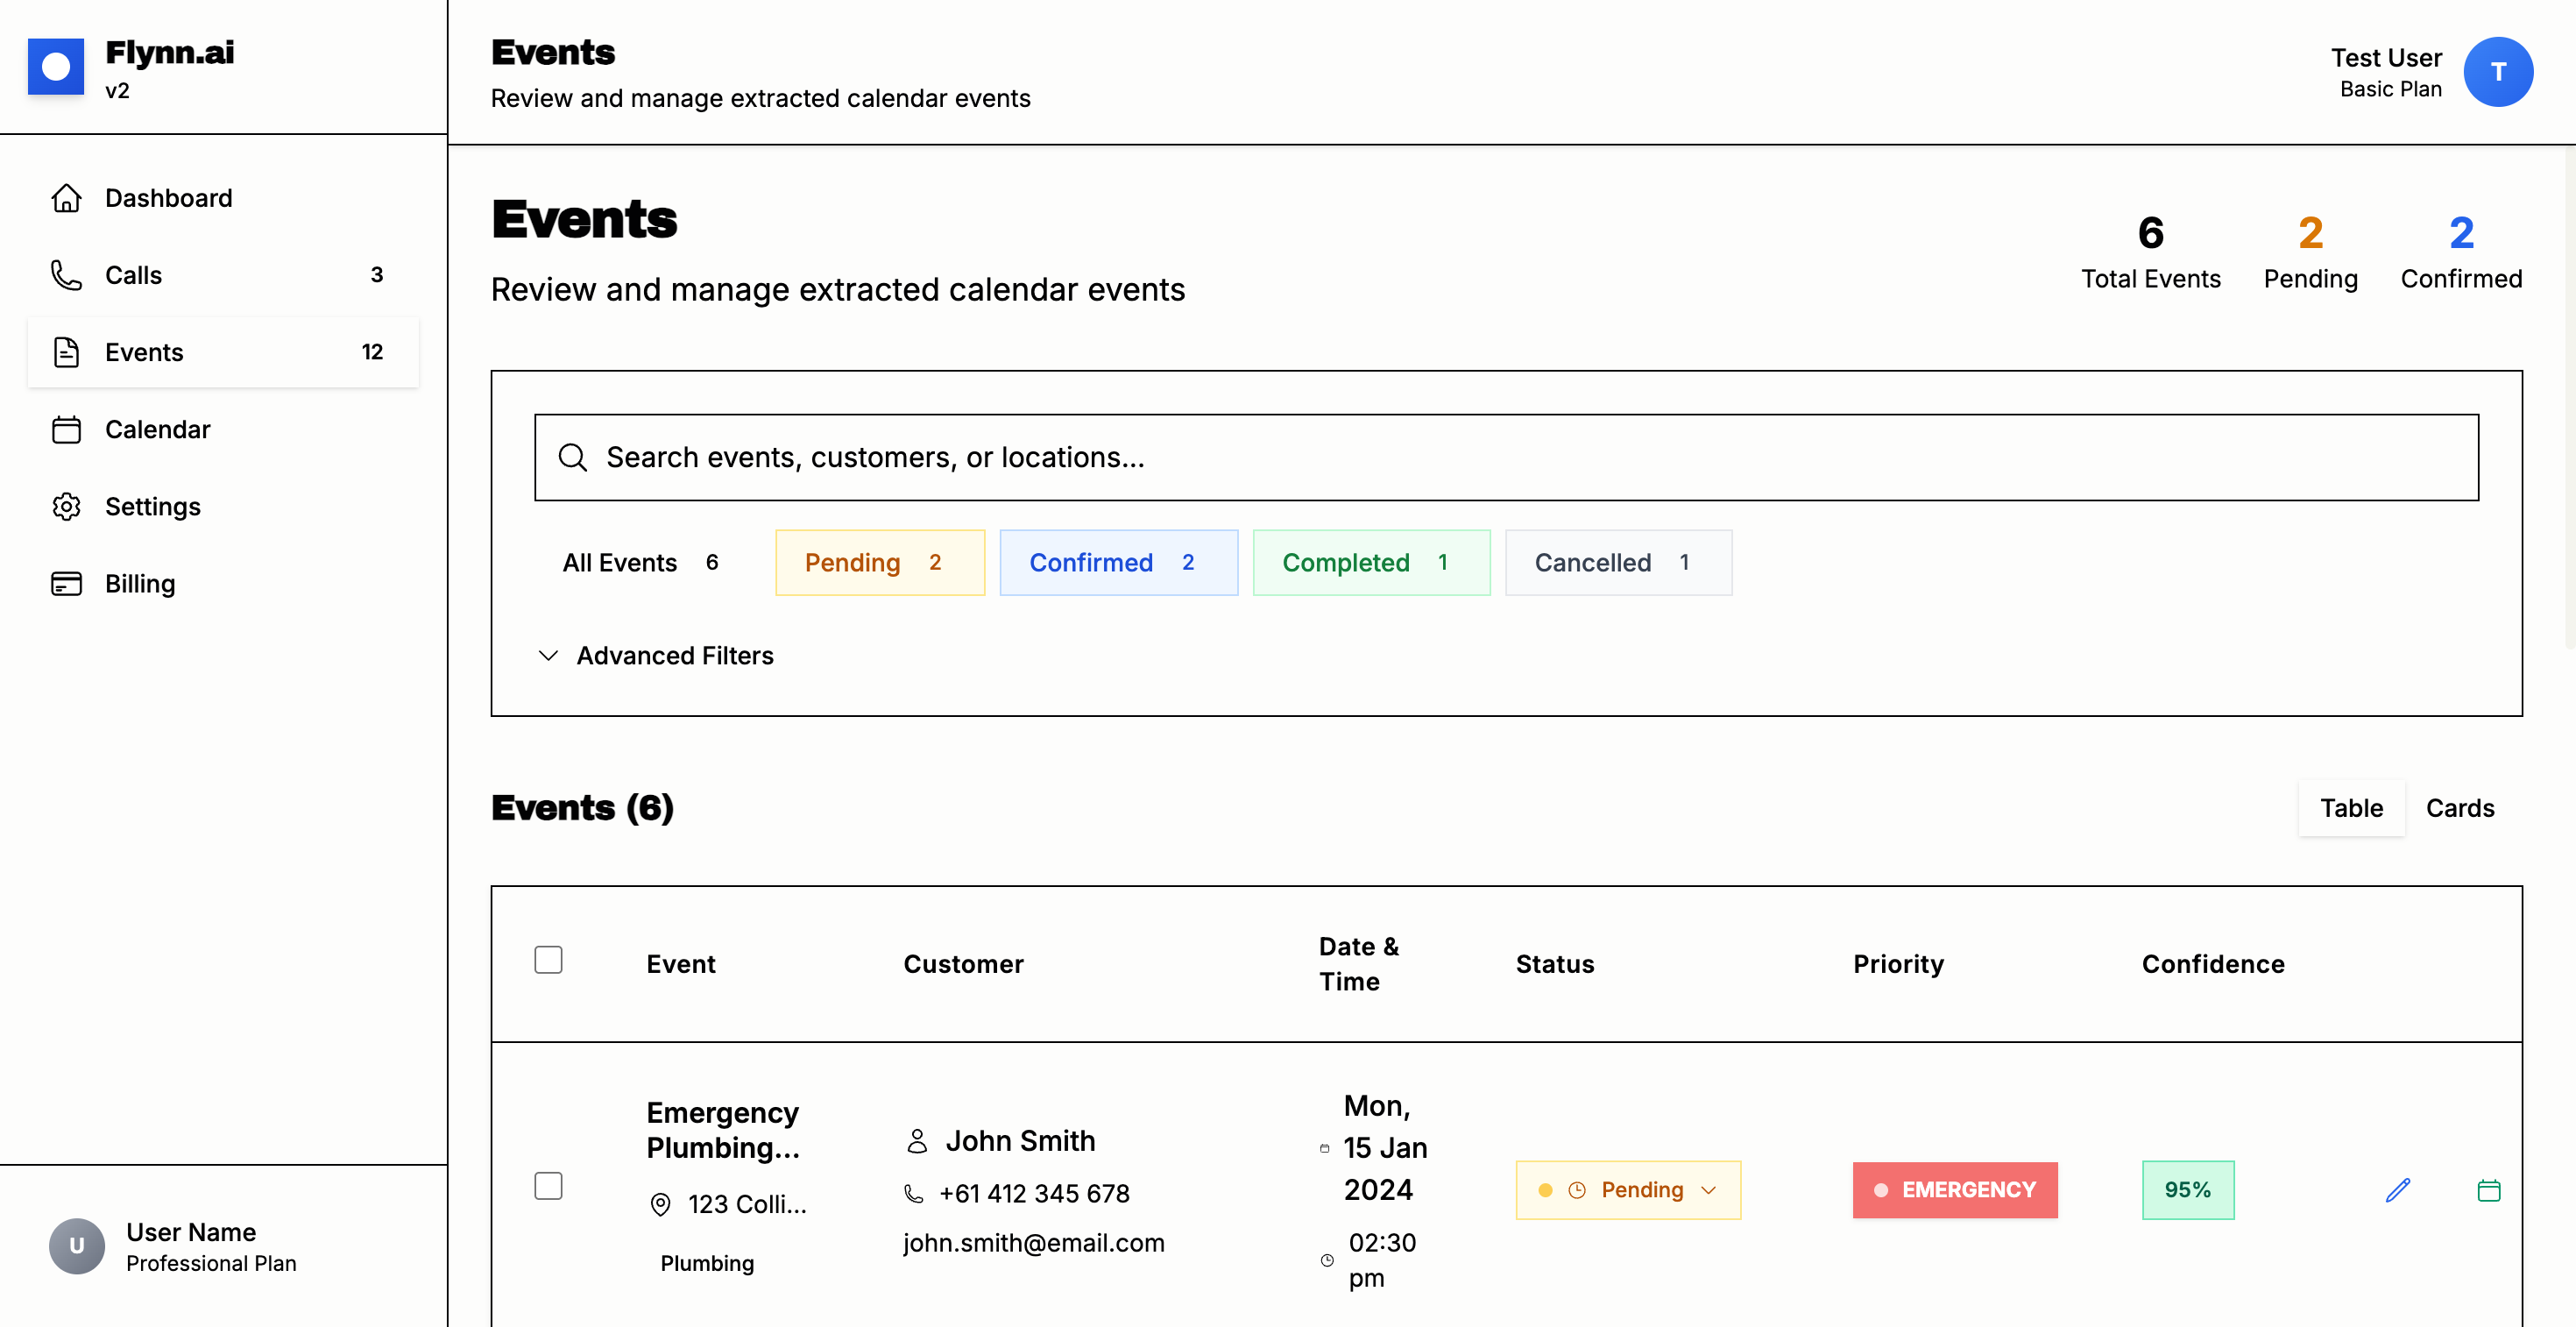 Flynn.ai
v2
Dashboard
Calls 3
Events 12
Calendar
Settings
Billing
U
User Name
Professional Plan
Events
Review and manage extracted calendar events
Test User
Basic Plan
T
Events
Review and manage extracted calendar events
6
Total Events
2
Pending
2
Confirmed
Search events, customers, or locations...
All Events 6 Pending 2 Confirmed 2 Completed 1 Cancelled 1
Advanced Filters
Events (6)
Table Cards
Event Customer Date &
Time Status Priority Confidence
Emergency
Plumbing...
123 Colli...
Plumbing
John Smith
+61 412 345 678
john.smith@email.com
Mon,
15 Jan
2024
02:30
pm
Pending
EMERGENCY
95%